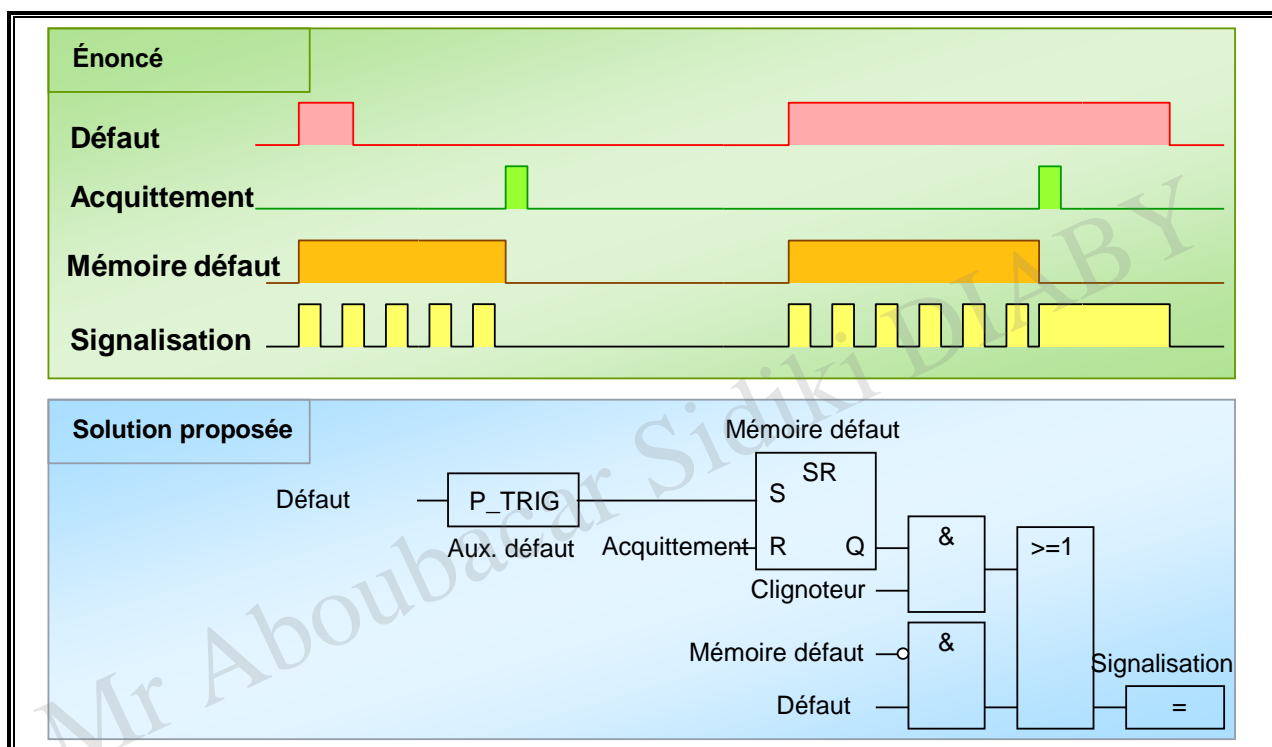 Énoncé
Défaut
Acquittement
Mémoire défaut
Signalisation
Solution proposée
Mémoire défaut
SR
Défaut
P_TRIG
S
Aux. défaut
Acquittement
R
Q
&
>=1
Clignoteur
Mémoire défaut
&
Signalisation
Défaut
=
Mr Aboubacar Sidiki DIABY